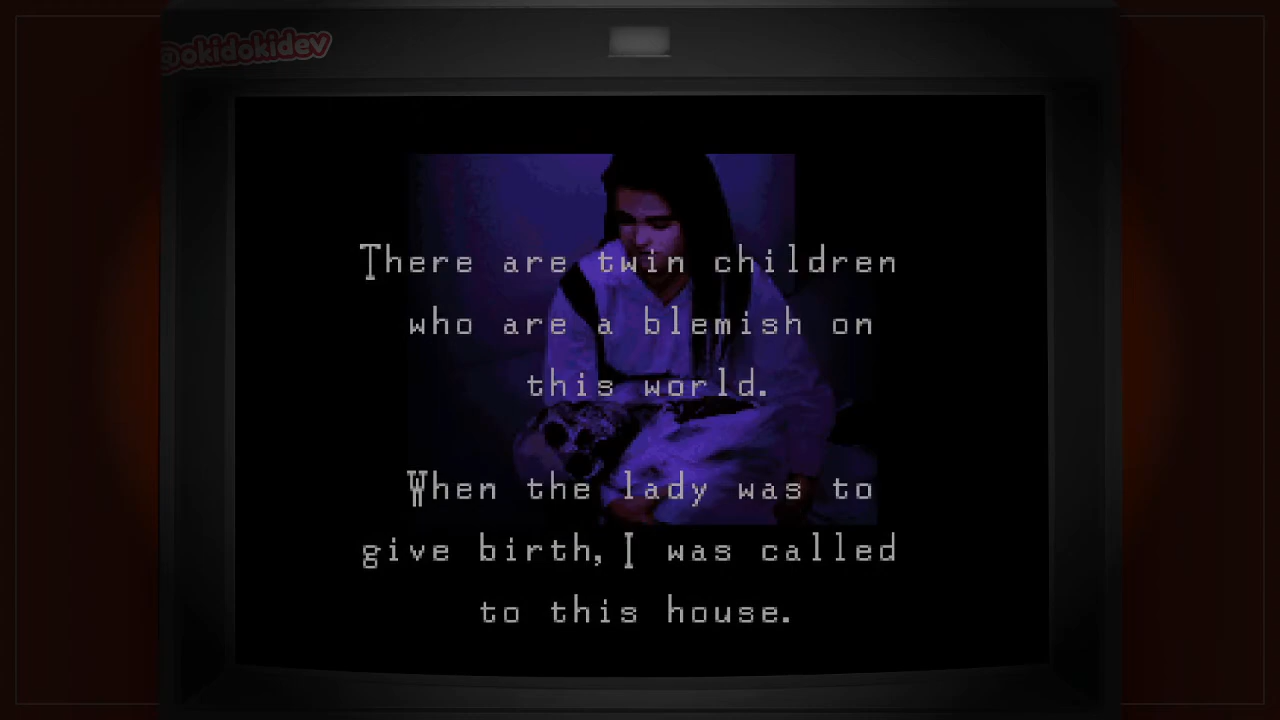 @okidokidev
There are twin children
who are a blemish on
this world.
When the lady was to
give birth, I was called
to this house.